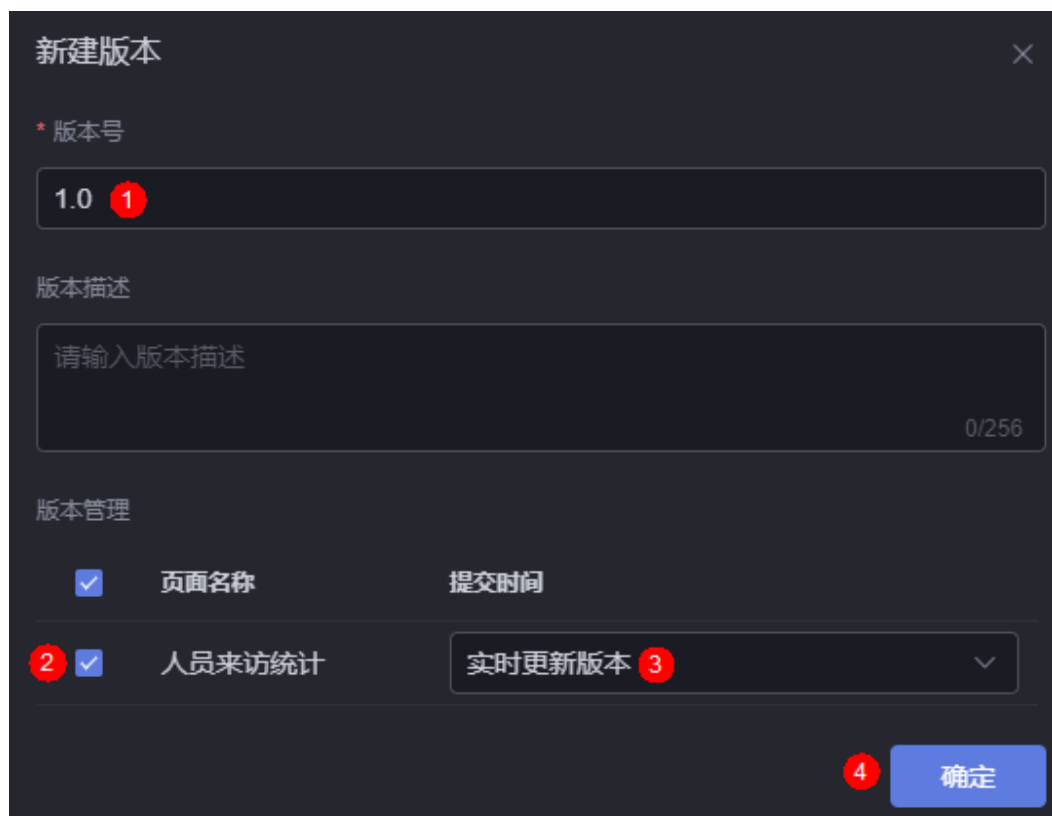 新建版本
* 版本号
1.0 1
版本描述
请输入版本描述
0/256
版本管理
页面名称 提交时间
2 人员来访统计 实时更新版本 3
4 确定